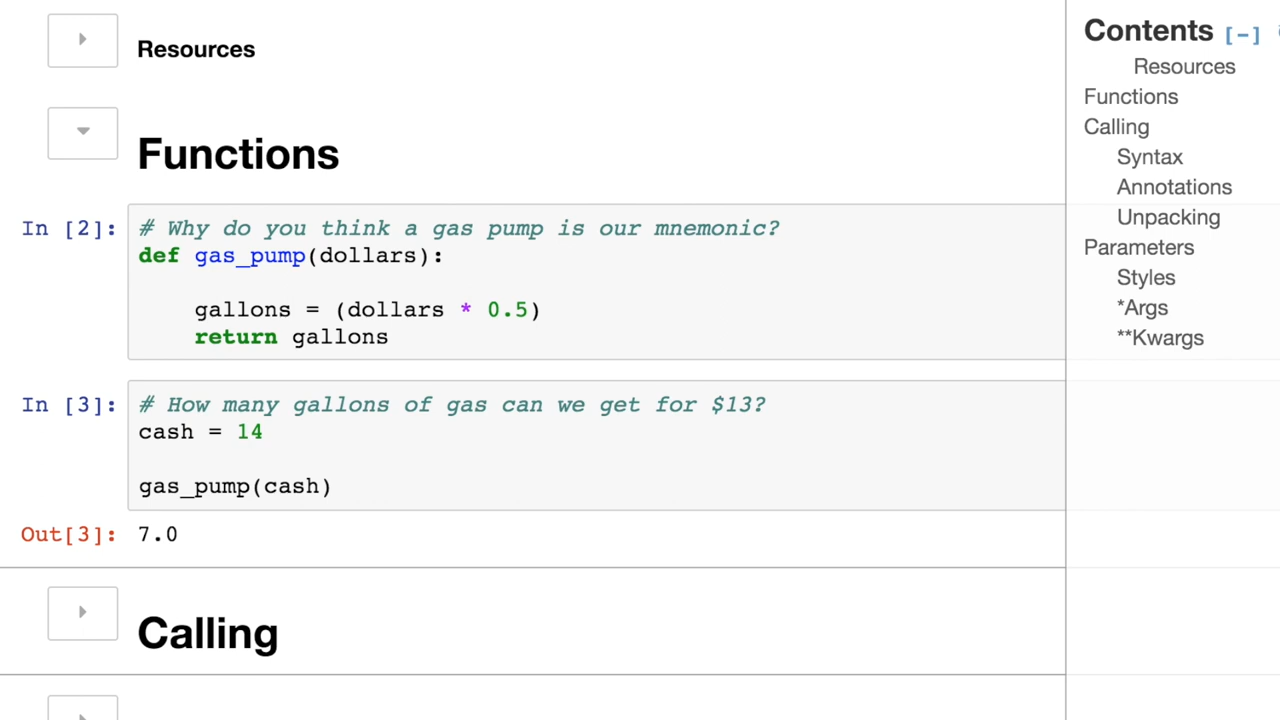 Resources
Functions
In [2]:
# Why do you think a gas pump is our mnemonic?
def gas_pump(dollars):
gallons = (dollars * 0.5)
return gallons
In [3]:
# How many gallons of gas can we get for $13?
cash = 14
gas_pump(cash)
Out[3]: 7.0
Calling
Contents [-]
Resources
Functions
Calling
Syntax
Annotations
Unpacking
Parameters
Styles
*Args
**Kwargs